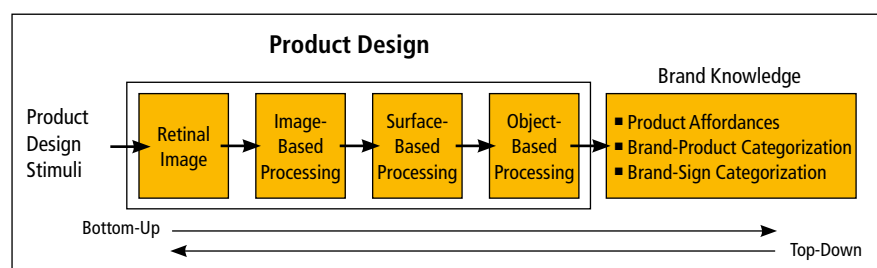 Product Design
Brand Knowledge
Product
Design
Stimuli
Retinal
Image
Image-
Based
Processing
Surface-
Based
Processing
Object-
Based
Processing
■ Product Affordances
■ Brand-Product Categorization
■ Brand-Sign Categorization
Bottom-Up
Top-Down